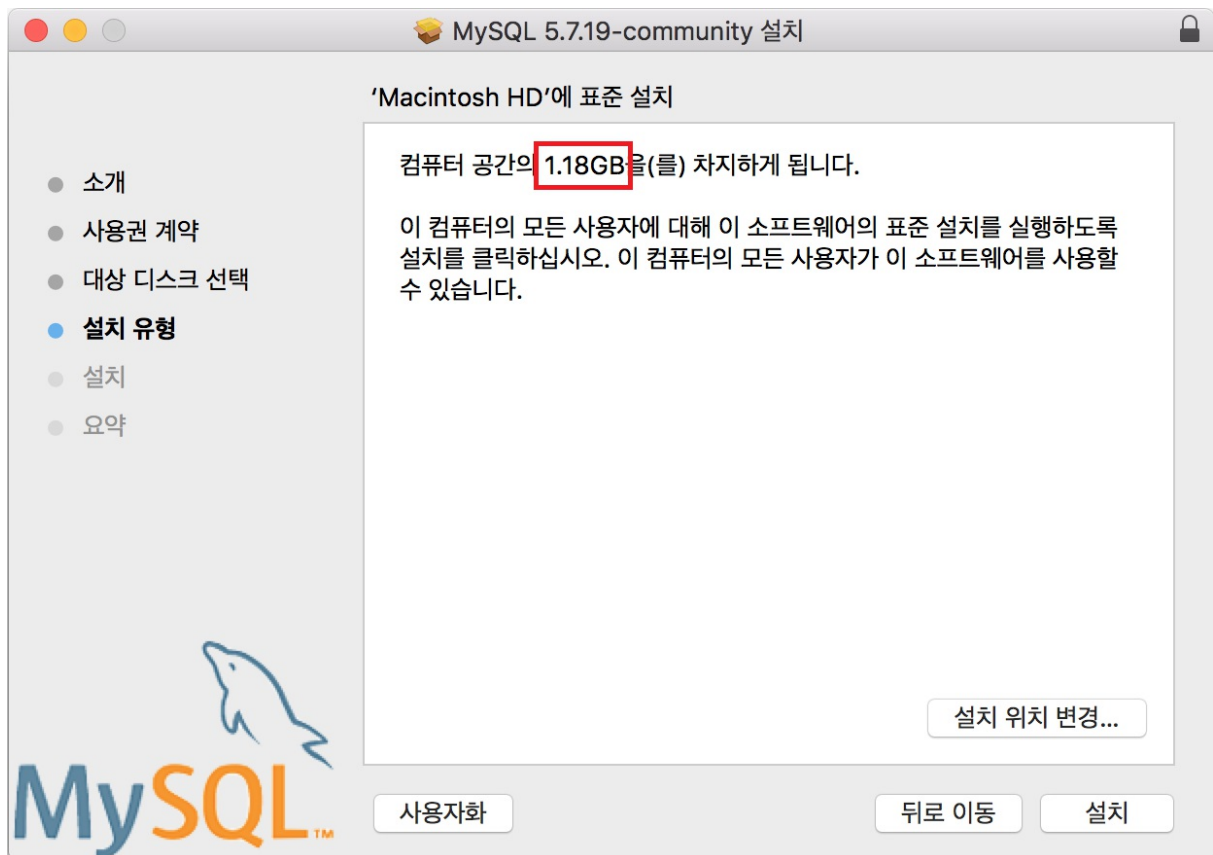 MySQL 5.7.19-community 설치
'Macintosh HD'에 표준 설치
소개
사용권 계약
대상 디스크 선택
설치 유형
설치
요약
컴퓨터 공간의 1.18GB을(를) 차지하게 됩니다.
이 컴퓨터의 모든 사용자에 대해 이 소프트웨어의 표준 설치를 실행하도록
설치를 클릭하십시오. 이 컴퓨터의 모든 사용자가 이 소프트웨어를 사용할
수 있습니다.
설치 위치 변경...
MySQL™
사용자화
뒤로 이동
설치